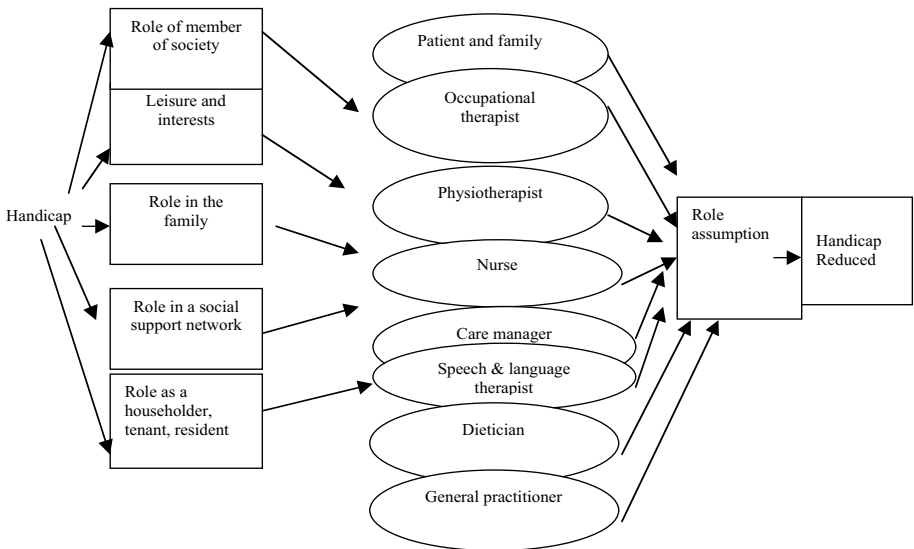 Handicap
Role of member
of society
Leisure and
interests
Role in the
family
Role in a social
support network
Role as a
householder,
tenant, resident
Patient and family
Occupational
therapist
Physiotherapist
Nurse
Care manager
Speech & language
therapist
Dietician
General practitioner
Role
assumption
Handicap
Reduced